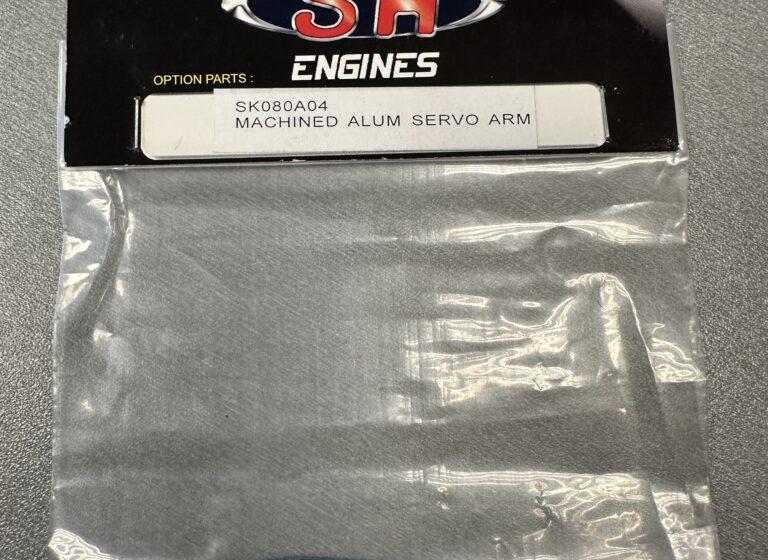 SH
ENGINES
OPTION PARTS :
SK080A04
MACHINED ALUM SERVO ARM